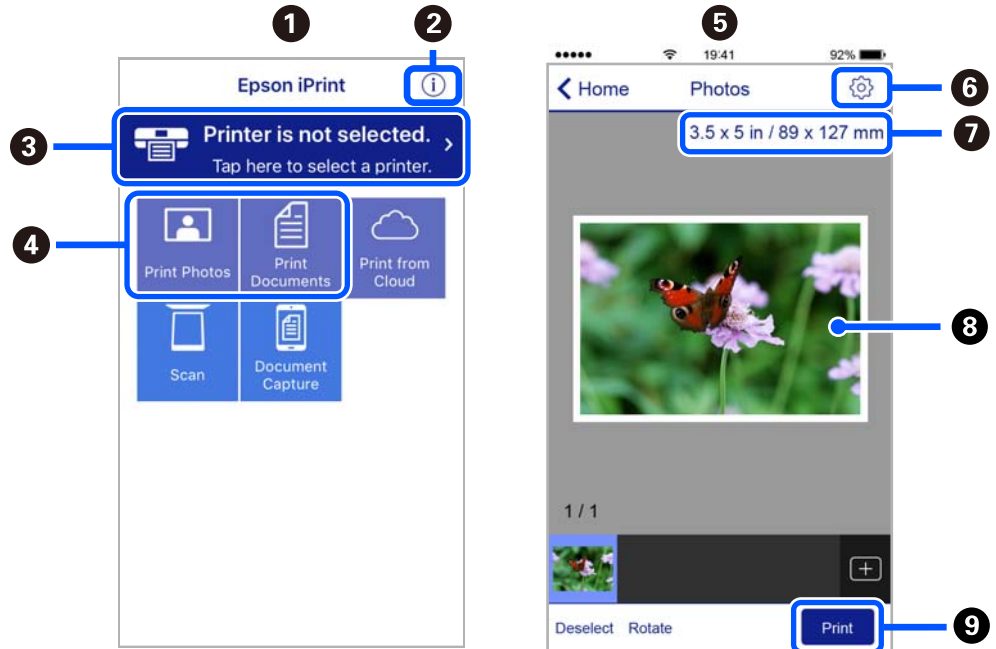 1
2
Epson iPrint
i
3
Printer is not selected.
Tap here to select a printer.
4
Print Photos
Print
Documents
Print from
Cloud
Scan
Document
Capture
5
19:41
92%
Home
Photos
6
3.5 x 5 in / 89 x 127 mm
7
8
1 / 1
Deselect
Rotate
Print
9